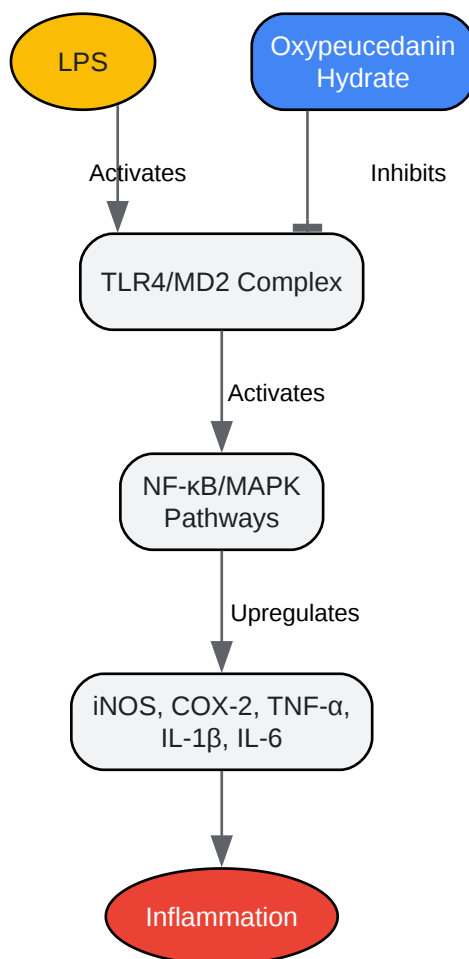 LPS
Oxypeucedanin
Hydrate
Activates
Inhibits
TLR4/MD2 Complex
Activates
NF-κB/MAPK
Pathways
Upregulates
iNOS, COX-2, TNF-α,
IL-1β, IL-6
Inflammation